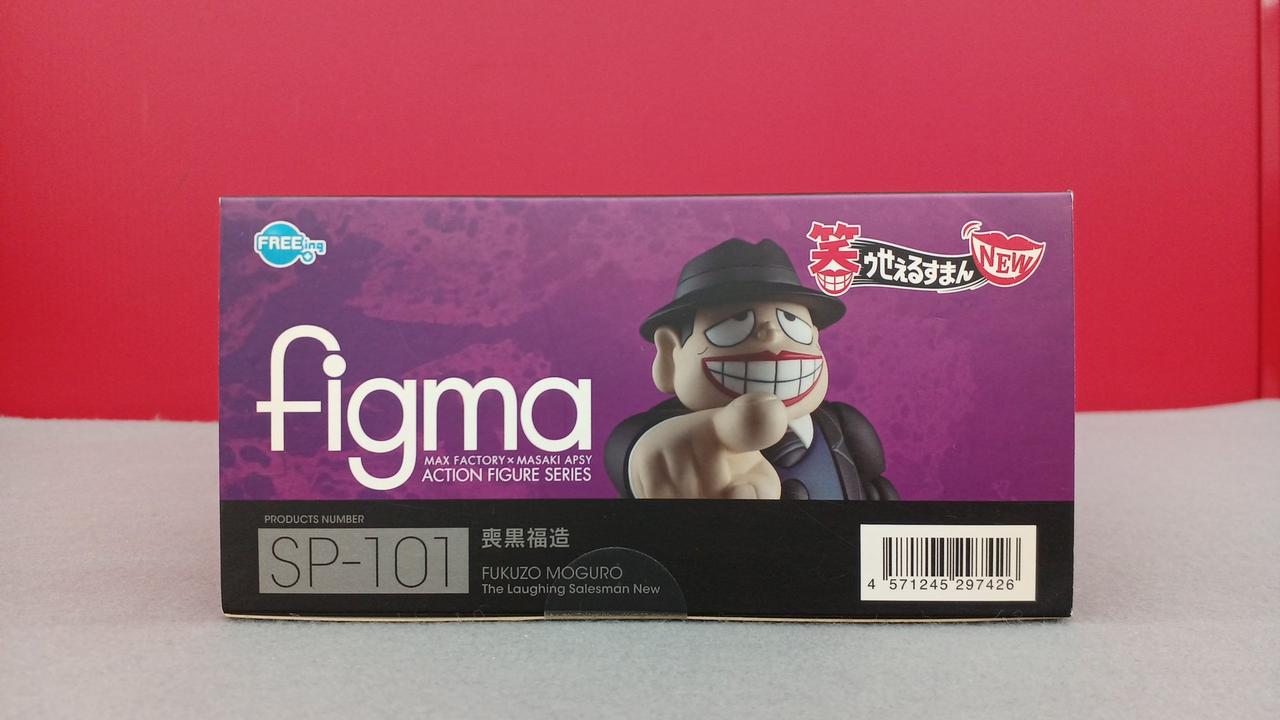 FREEing
笑ゥせぇるすまん NEW
figma
MAX FACTORY×MASAKI APSY
ACTION FIGURE SERIES
PRODUCTS NUMBER
SP-101
喪黒福造
FUKUZO MOGURO
The Laughing Salesman New
4 571245 297426